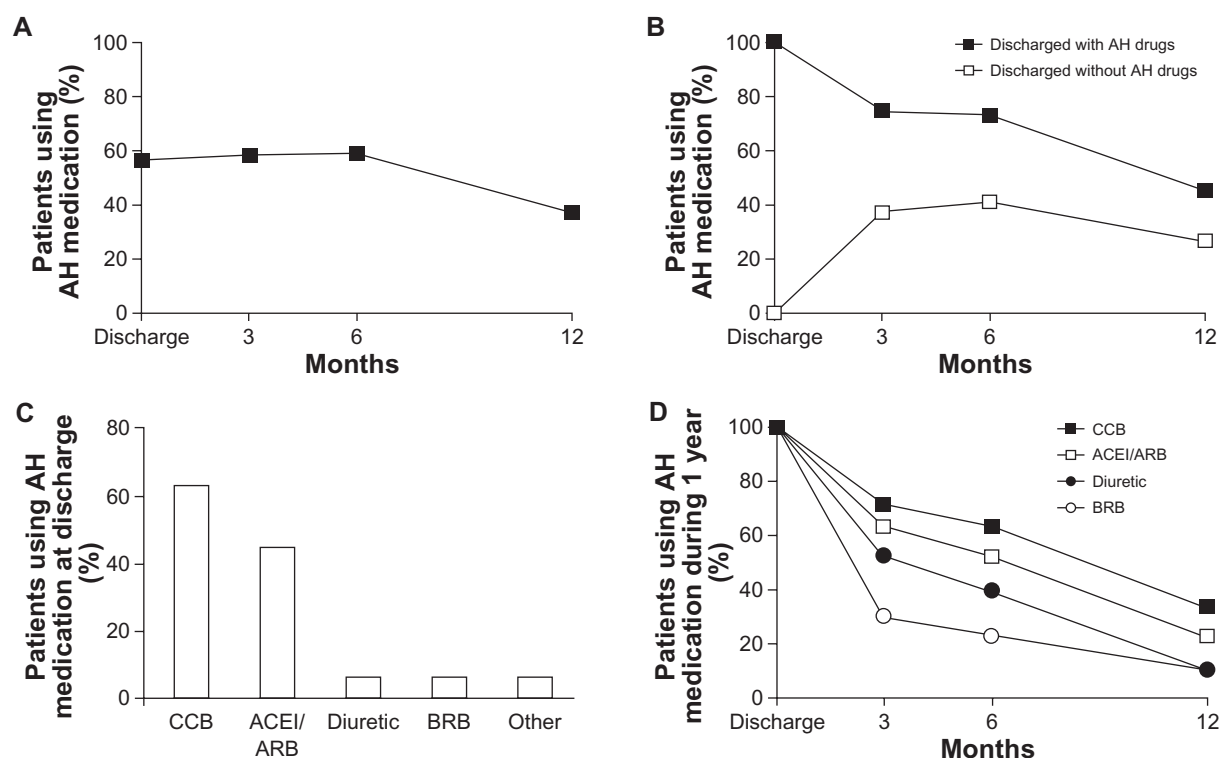 A
Patients using
AH medication (%)
100
80
60
40
20
0
Discharge 3 6 12
Months
B
Patients using
AH medication (%)
100
80
60
40
20
0
Discharged with AH drugs
Discharged without AH drugs
Discharge 3 6 12
Months
C
Patients using AH
medication at discharge
(%)
80
60
40
20
0
CCB ACEI/ Diuretic BRB Other
ARB
D
Patients using AH
medication during 1 year
(%)
100
80
60
40
20
0
CCB
ACEI/ARB
Diuretic
BRB
Discharge 3 6 12
Months